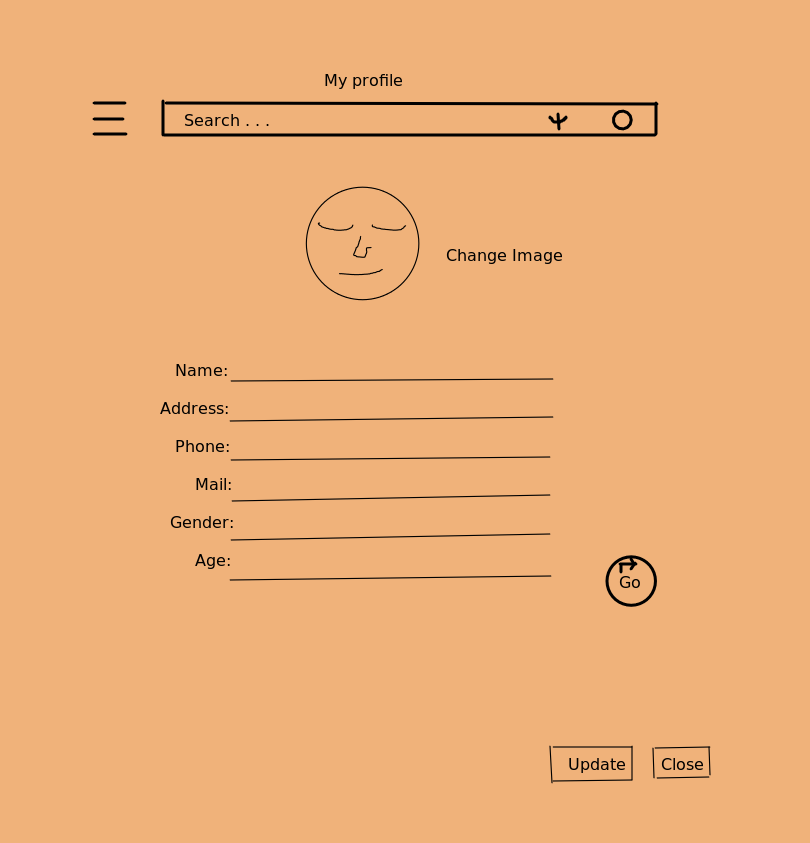 My profile
Search . . .
Change Image
Name:
Address:
Phone:
Mail:
Gender:
Age:
Go
Update
Close